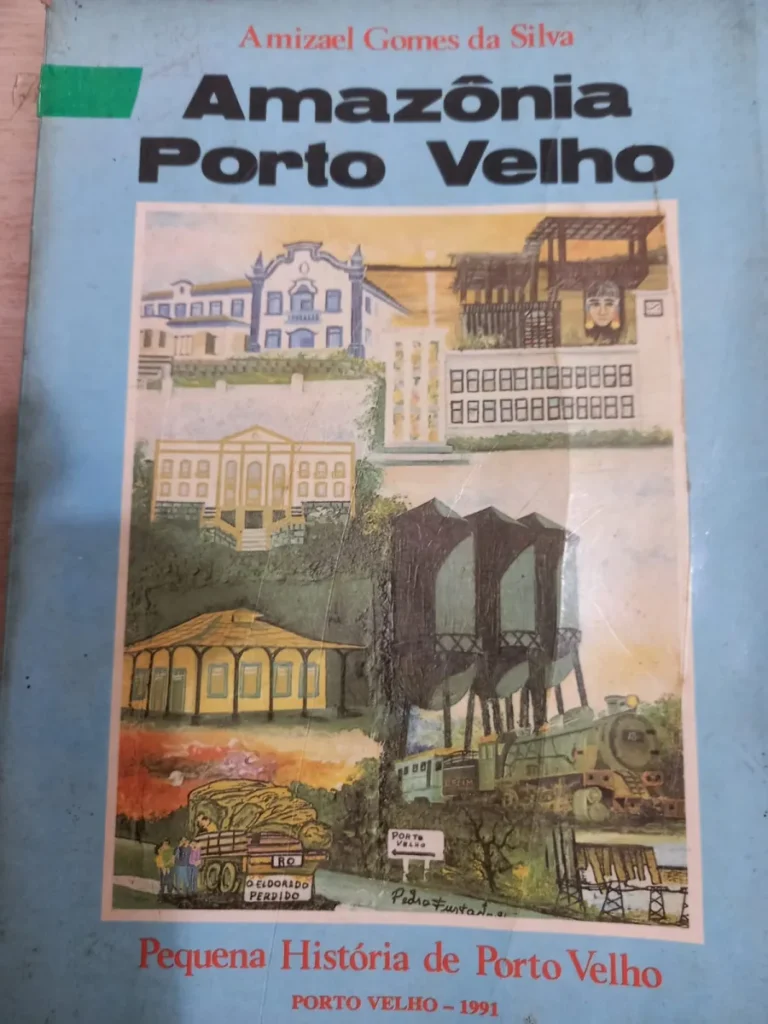 Amizael Gomes da Silva
Amazônia
Porto Velho
PORTO
VELHO
RO
O ELDORADO
PERDIDO
Pedro Furtado
Pequena História de Porto Velho
PORTO VELHO – 1991